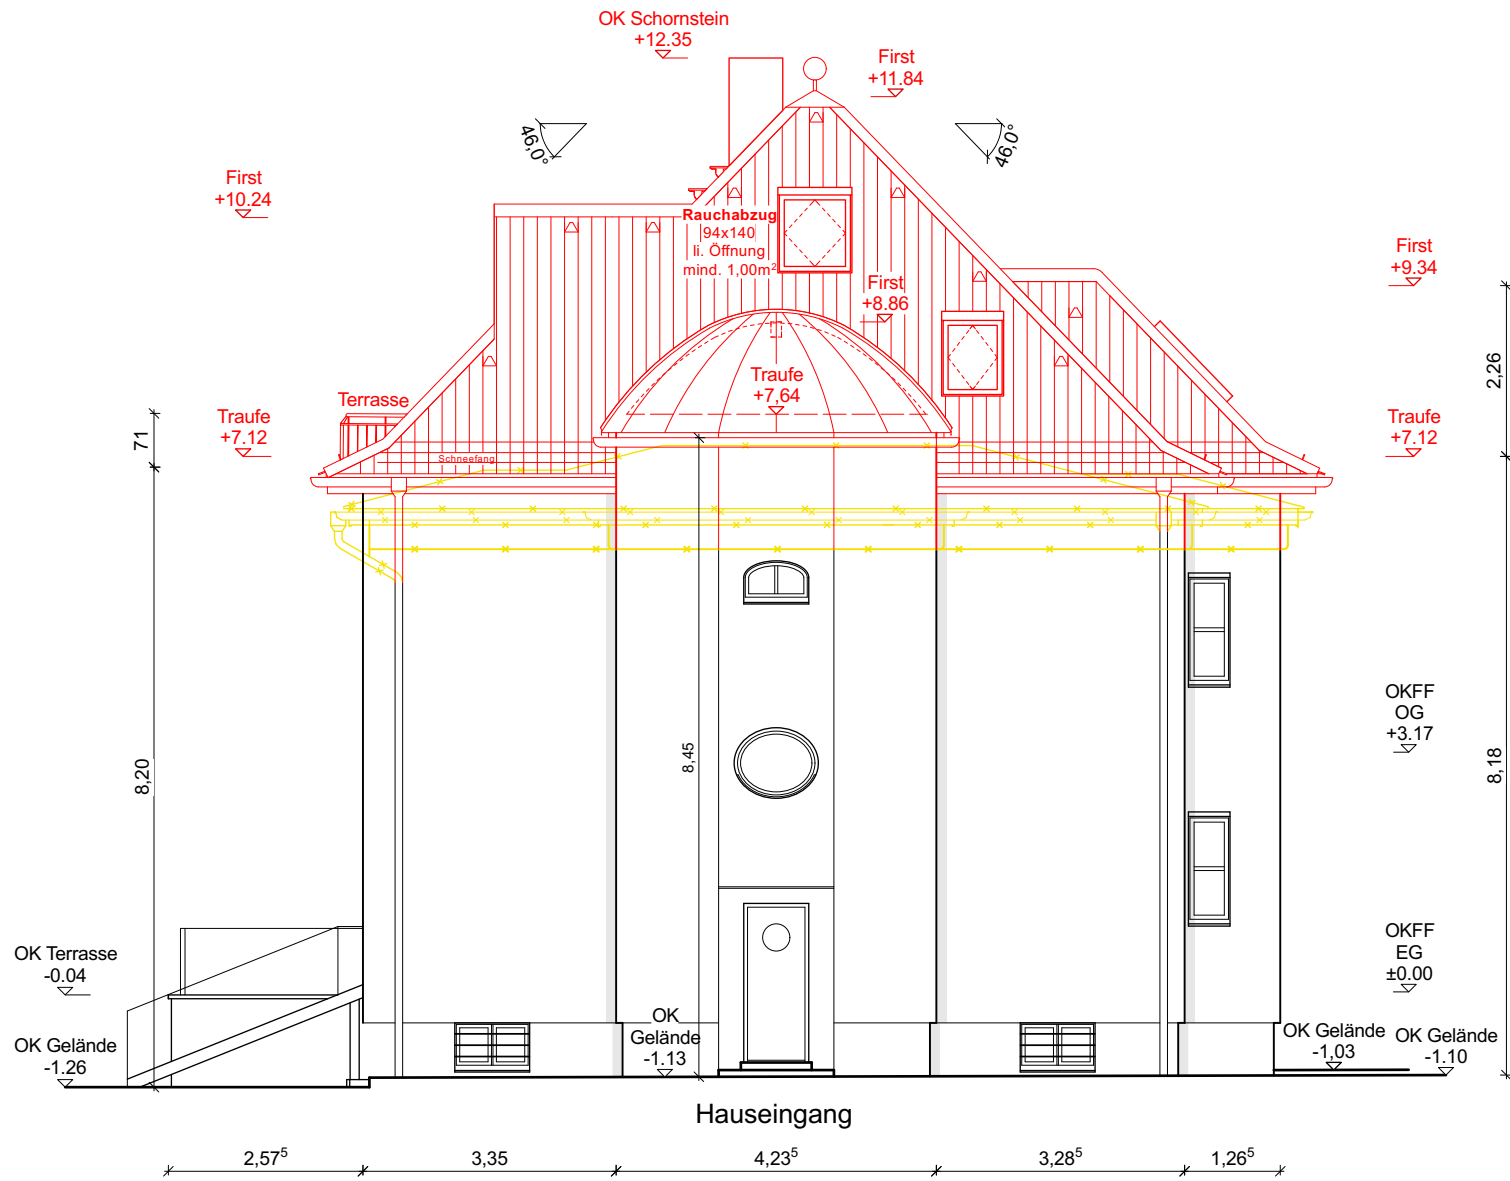 OK Schornstein
+12.35
First
+11.84
46,0°
46,0°
First
+10.24
Rauchabzug
94x140
li. Öffnung
mind. 1,00m²
First
+9.34
First
+8.86
2,26
Traufe
+7,64
Terrasse
Traufe
+7.12
Traufe
+7.12
71
Schneefang
OKFF
OG
+3.17
8,20
8,45
8,18
OK Terrasse
-0.04
OKFF
EG
±0.00
OK Gelände
-1.26
OK
Gelände
-1.13
OK Gelände
-1,03
OK Gelände
-1.10
Hauseingang
2,57⁵
3,35
4,23⁵
3,28⁵
1,26⁵